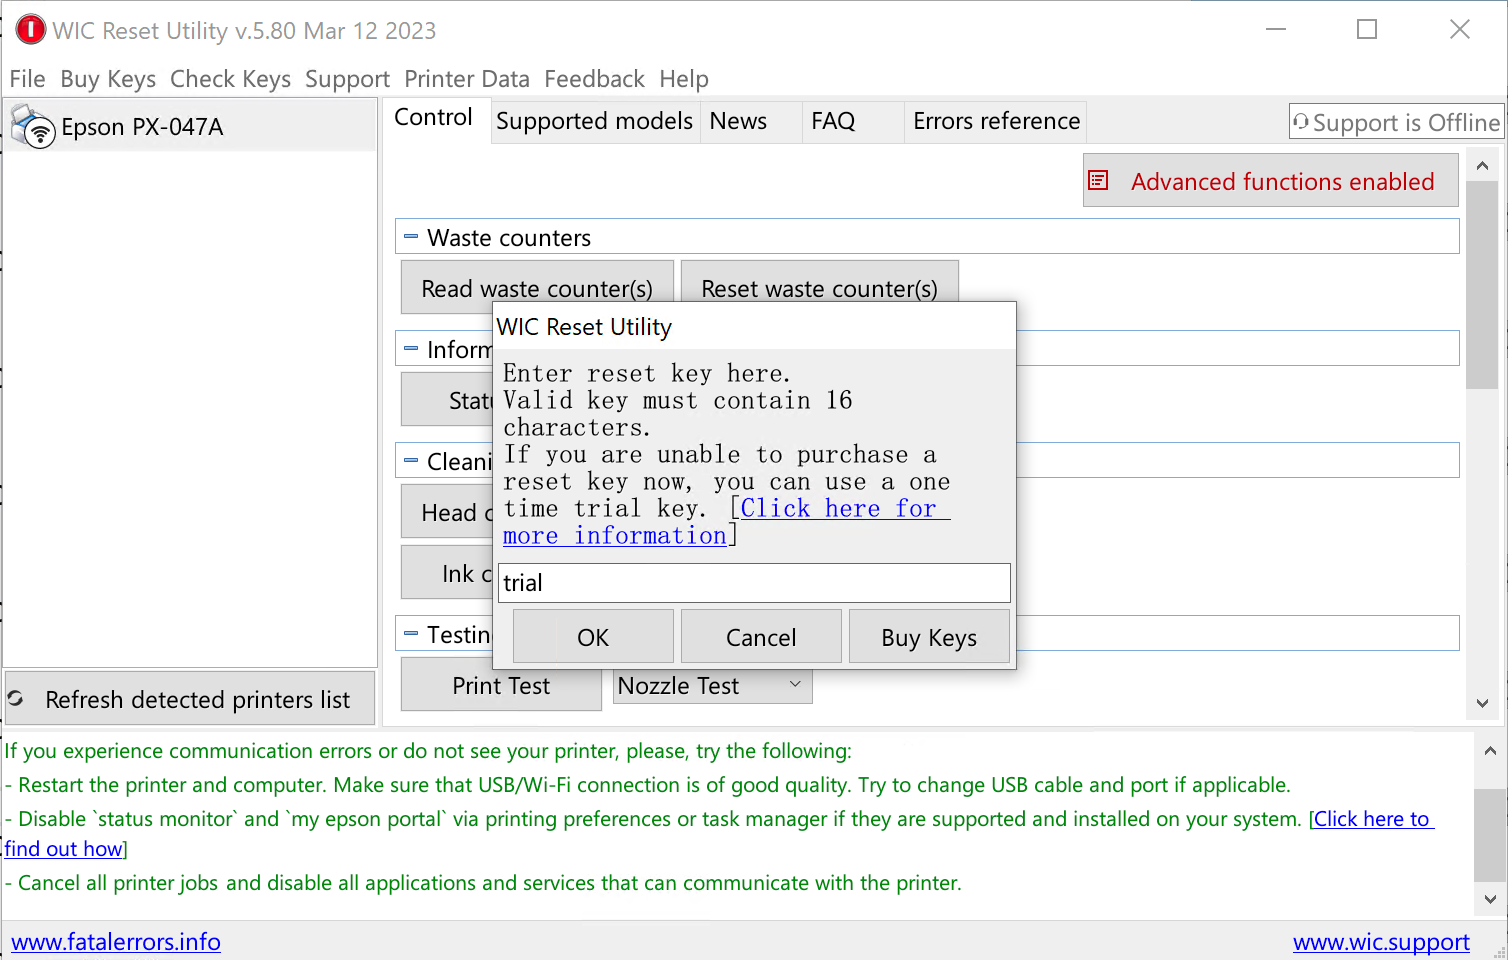 WIC Reset Utility v.5.80 Mar 12 2023
File Buy Keys Check Keys Support Printer Data Feedback Help
Epson PX-047A
Control Supported models News FAQ Errors reference
Support is Offline
Advanced functions enabled
Waste counters
Read waste counter(s) Reset waste counter(s)
Inform
Statu
Cleani
Head c
Ink c
Testing
Print Test Nozzle Test
WIC Reset Utility
Enter reset key here.
Valid key must contain 16
characters.
If you are unable to purchase a
reset key now, you can use a one
time trial key. [Click here for
more information]
trial
OK Cancel Buy Keys
Refresh detected printers list
If you experience communication errors or do not see your printer, please, try the following:
- Restart the printer and computer. Make sure that USB/Wi-Fi connection is of good quality. Try to change USB cable and port if applicable.
- Disable `status monitor` and `my epson portal` via printing preferences or task manager if they are supported and installed on your system. [Click here to
find out how]
- Cancel all printer jobs and disable all applications and services that can communicate with the printer.
www.fatalerrors.info www.wic.support